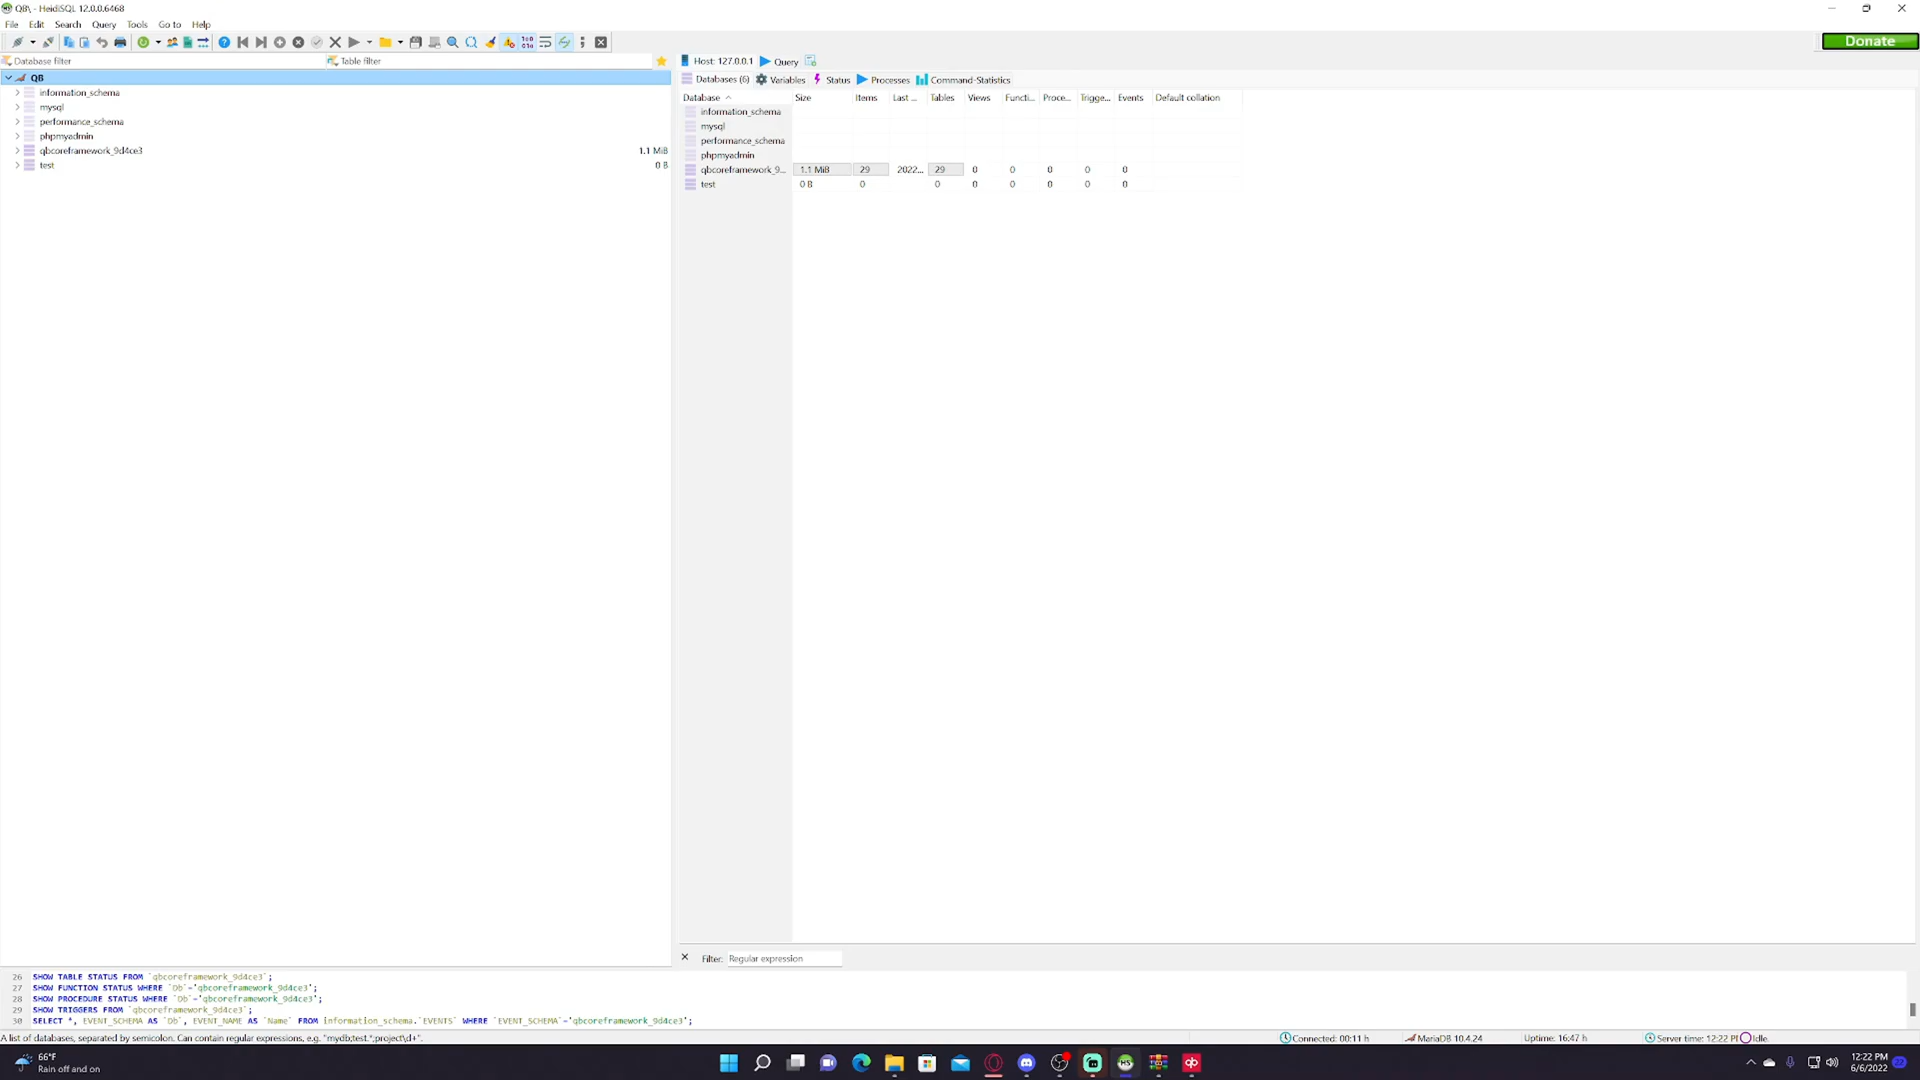 QB\ - HeidiSQL 12.0.0.6468
File Edit Search Query Tools Go to Help
Donate
Database filter Table filter
Host: 127.0.0.1 Query
QB
Databases (6) Variables Status Processes Command-Statistics
information_schema
mysql
performance_schema
phpmyadmin
qbcoreframework_9d4ce3 1.1 MiB
test 0 B
Database Size Items Last ... Tables Views Functi... Proce... Trigge... Events Default collation
information_schema
mysql
performance_schema
phpmyadmin
qbcoreframework_9... 1.1 MiB 29 2022... 29 0 0 0 0 0
test 0 B 0 0 0 0 0 0 0
Filter: Regular expression
26 SHOW TABLE STATUS FROM `qbcoreframework_9d4ce3`;
27 SHOW FUNCTION STATUS WHERE `Db`='qbcoreframework_9d4ce3';
28 SHOW PROCEDURE STATUS WHERE `Db`='qbcoreframework_9d4ce3';
29 SHOW TRIGGERS FROM `qbcoreframework_9d4ce3`;
30 SELECT *, EVENT_SCHEMA AS `Db`, EVENT_NAME AS `Name` FROM information_schema.`EVENTS` WHERE `EVENT_SCHEMA`='qbcoreframework_9d4ce3';
A list of databases, separated by semicolon. Can contain regular expressions, e.g. "mydb;test.*;project\d+". Connected: 00:11 h MariaDB 10.4.24 Uptime: 16:47 h Server time: 12:22 PM Idle.
66°F
Rain off and on
12:22 PM
6/6/2022